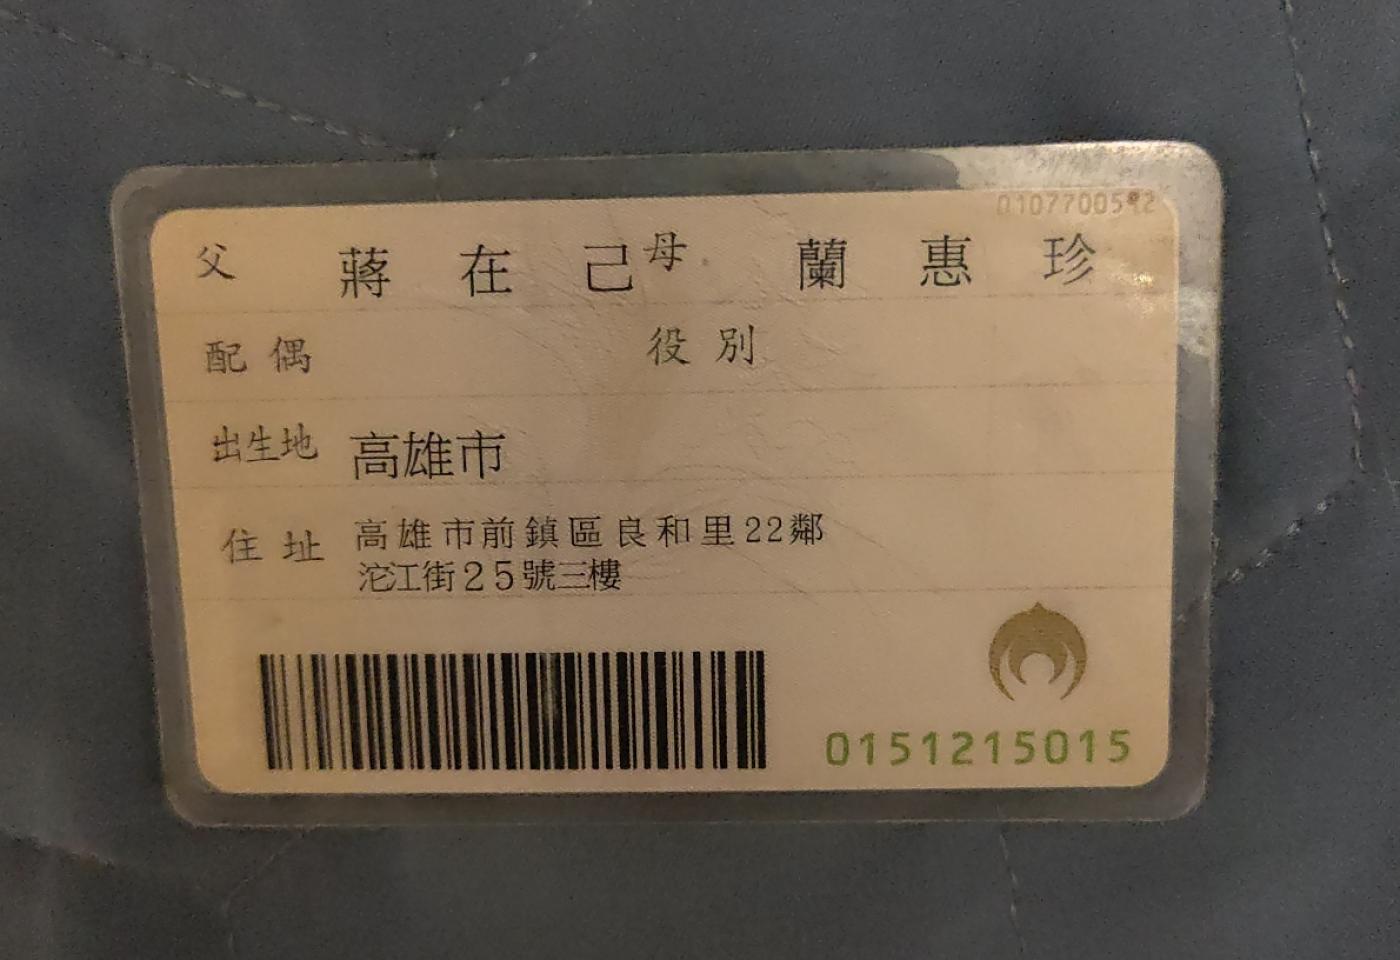 0107700592
父 蔣在己 母 蘭惠珍
配偶 役別
出生地 高雄市
住址 高雄市前鎮區良和里22鄰
沱江街25號三樓
0151215015